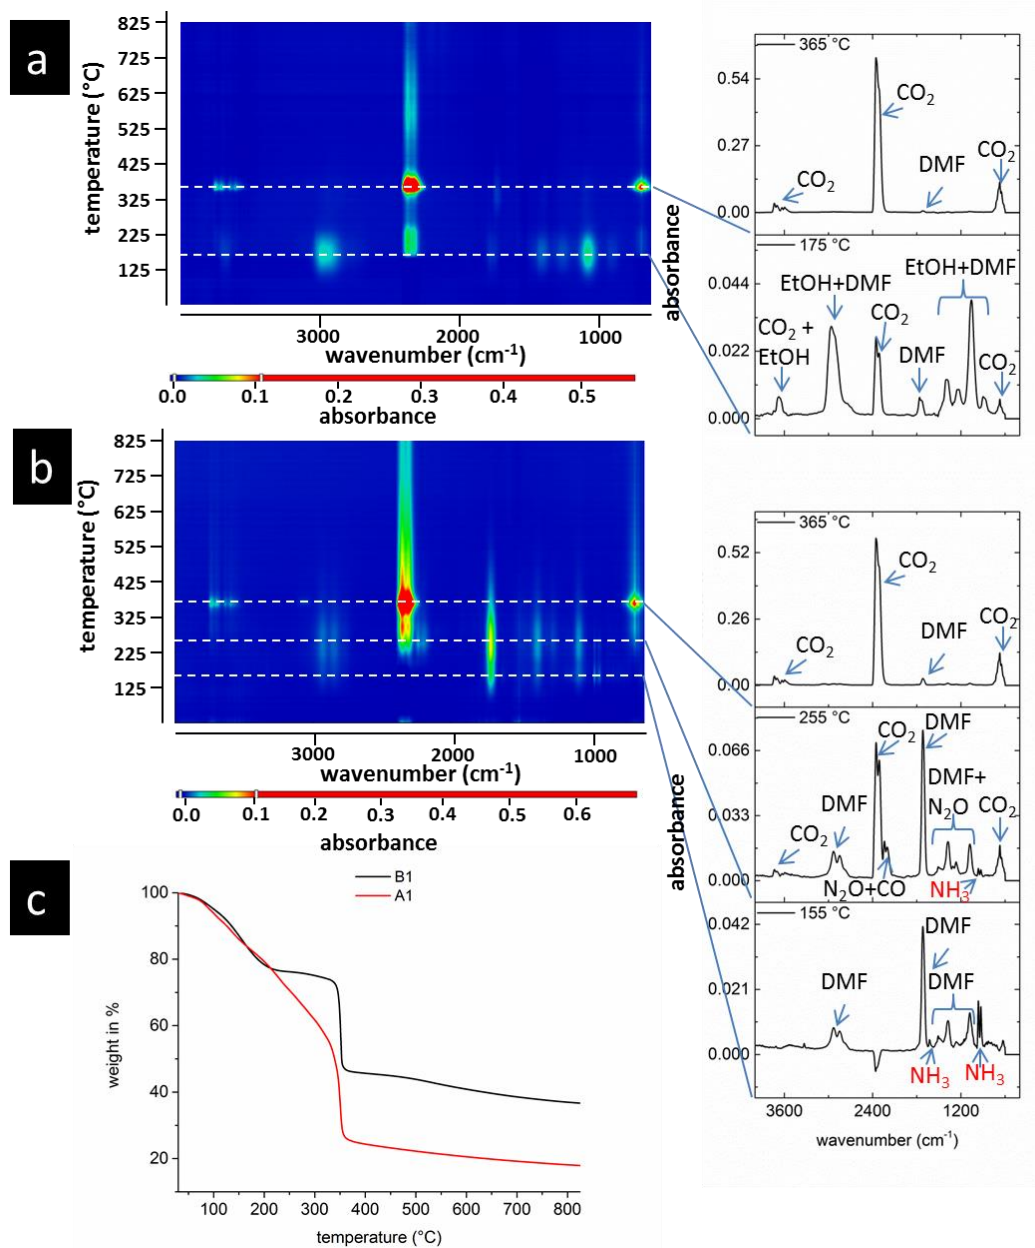 a
825
725
625
525
425
325
225
125
temperature (°C)
3000
2000
1000
wavenumber (cm-1)
0.0
0.1
0.2
0.3
0.4
0.5
absorbance
absorbance
365 °C
0.54
0.27
0.00
CO2
CO2
DMF
CO2
175 °C
0.044
0.022
0.000
EtOH+DMF
EtOH+DMF
CO2 +
EtOH
CO2
DMF
CO2
b
825
725
625
525
425
325
225
125
temperature (°C)
3000
2000
1000
wavenumber (cm-1)
0.0
0.1
0.2
0.3
0.4
0.5
0.6
absorbance
absorbance
365 °C
0.52
0.26
0.00
CO2
CO2
DMF
CO2
255 °C
0.066
0.033
0.000
CO2
DMF
DMF
DMF+
N2O
CO2
CO2
N2O+CO
NH3
155 °C
0.042
0.021
0.000
DMF
DMF
DMF
NH3
NH3
3600
2400
1200
wavenumber (cm-1)
c
B1
A1
100
80
60
40
20
weight in %
100
200
300
400
500
600
700
800
temperature (°C)